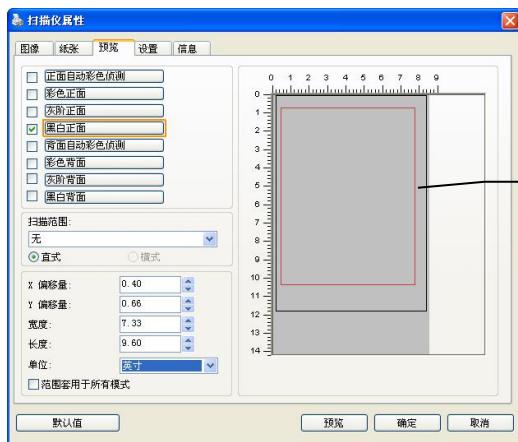 扫描仪属性
图像 纸张 预览 设置 信息
正面自动彩色侦测
彩色正面
灰阶正面
黑白正面
背面自动彩色侦测
彩色背面
灰阶背面
黑白背面
扫描范围:
无
直式 横式
X 偏移量: 0.40
Y 偏移量: 0.66
宽度: 7.33
长度: 9.60
单位: 英寸
范围套用于所有模式
0 1 2 3 4 5 6 7 8 9
0
1
2
3
4
5
6
7
8
9
10
11
12
13
14
默认值 预览 确定 取消